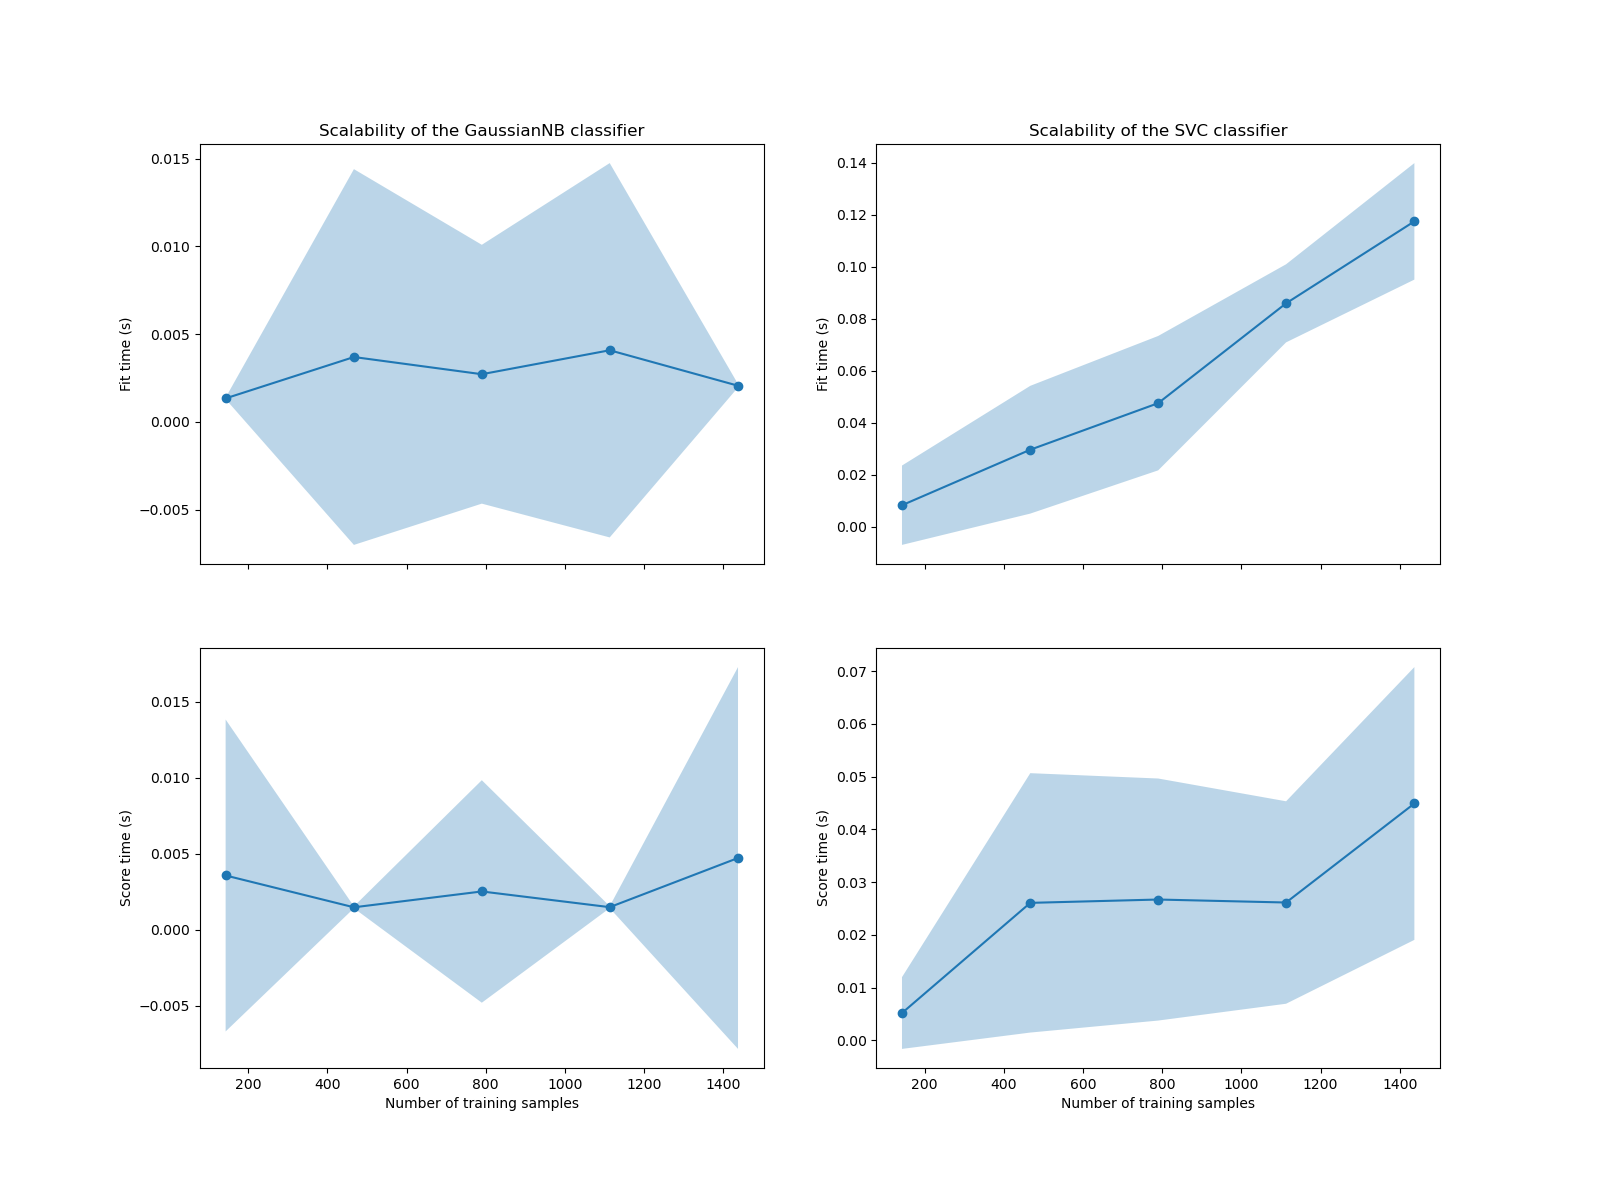 Scalability of the GaussianNB classifier
0.015
0.010
0.005
0.000
−0.005
Fit time (s)
Scalability of the SVC classifier
0.14
0.12
0.10
0.08
0.06
0.04
0.02
0.00
Fit time (s)
0.015
0.010
0.005
0.000
−0.005
Score time (s)
200 400 600 800 1000 1200 1400
Number of training samples
0.07
0.06
0.05
0.04
0.03
0.02
0.01
0.00
Score time (s)
200 400 600 800 1000 1200 1400
Number of training samples